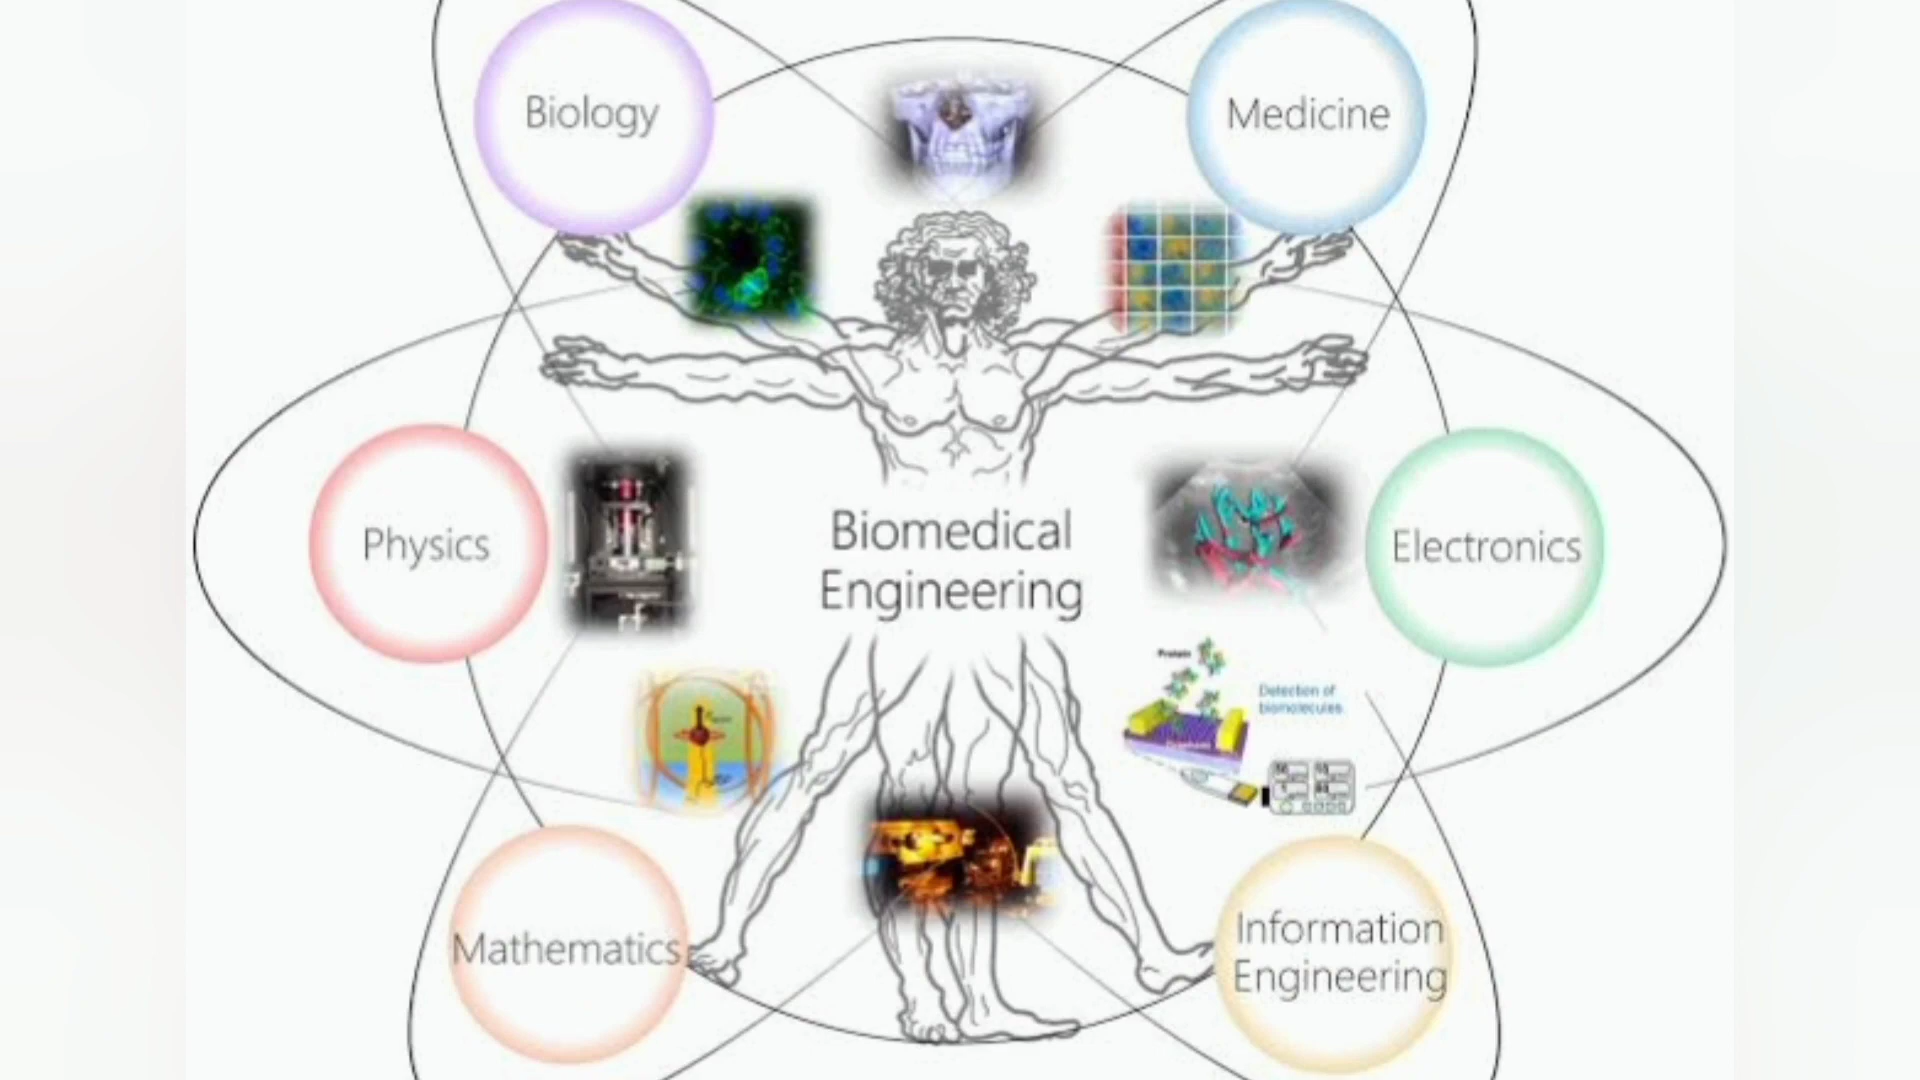 Biology
Medicine
Physics
Biomedical
Engineering
Electronics
Protein
Detection of
biomolecules
Mathematics
Information
Engineering